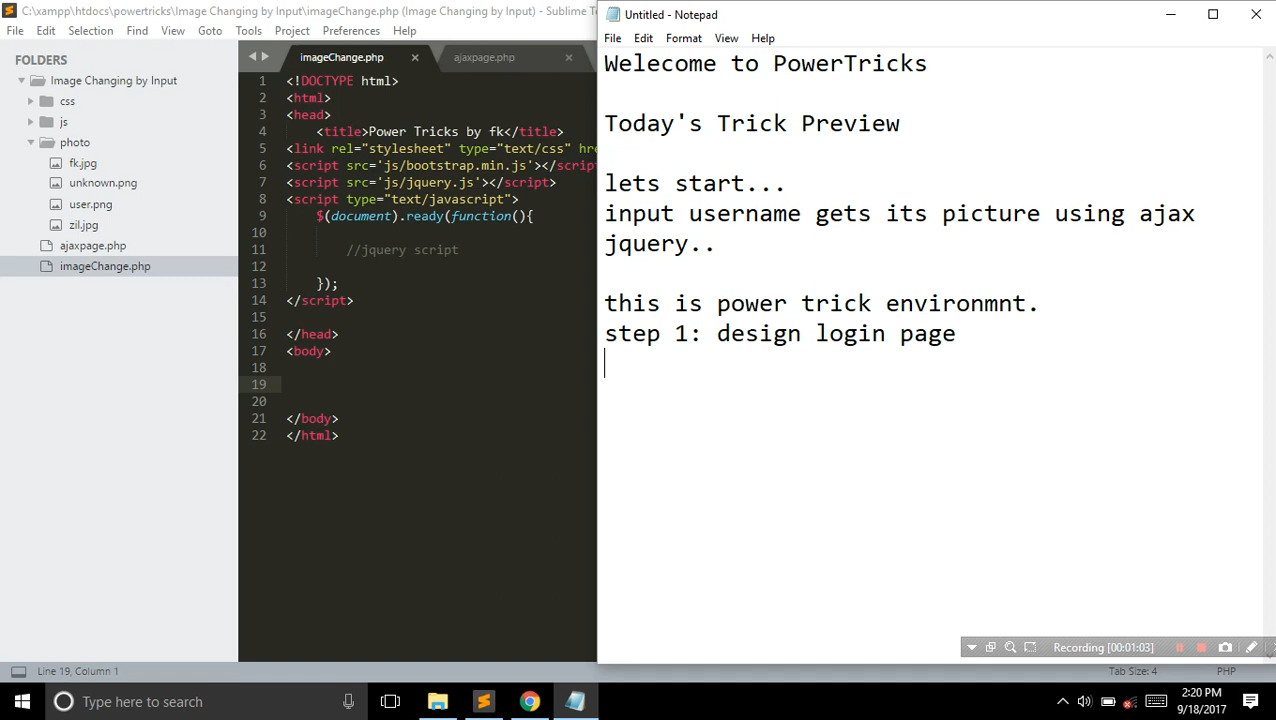 C:\xampp\htdocs\powertricks\Image Changing by Input\imageChange.php (Image Changing by Input) - Sublime
File Edit Selection Find View Goto Tools Project Preferences Help
FOLDERS
Image Changing by Input
css
js
photo
fk.jpg
unknown.png
user.png
zil.jpg
ajaxpage.php
imageChange.php
imageChange.php × ajaxpage.php ×
1 <!DOCTYPE html>
2 <html>
3 <head>
4 <title>Power Tricks by fk</title>
5 <link rel="stylesheet" type="text/css"
6 <script src='js/bootstrap.min.js'></script
7 <script src='js/jquery.js'></script>
8 <script type="text/javascript">
9 $(document).ready(function(){
10
11 //jquery script
12
13 });
14 </script>
15
16 </head>
17 <body>
18
19
20
21 </body>
22 </html>
Line 19, Column 1
Untitled - Notepad
File Edit Format View Help
Welecome to PowerTricks
Today's Trick Preview
lets start...
input username gets its picture using ajax
jquery..
this is power trick environmnt.
step 1: design login page
Recording [00:01:03]
Tab Size: 4 PHP
Type here to search
2:20 PM
9/18/2017